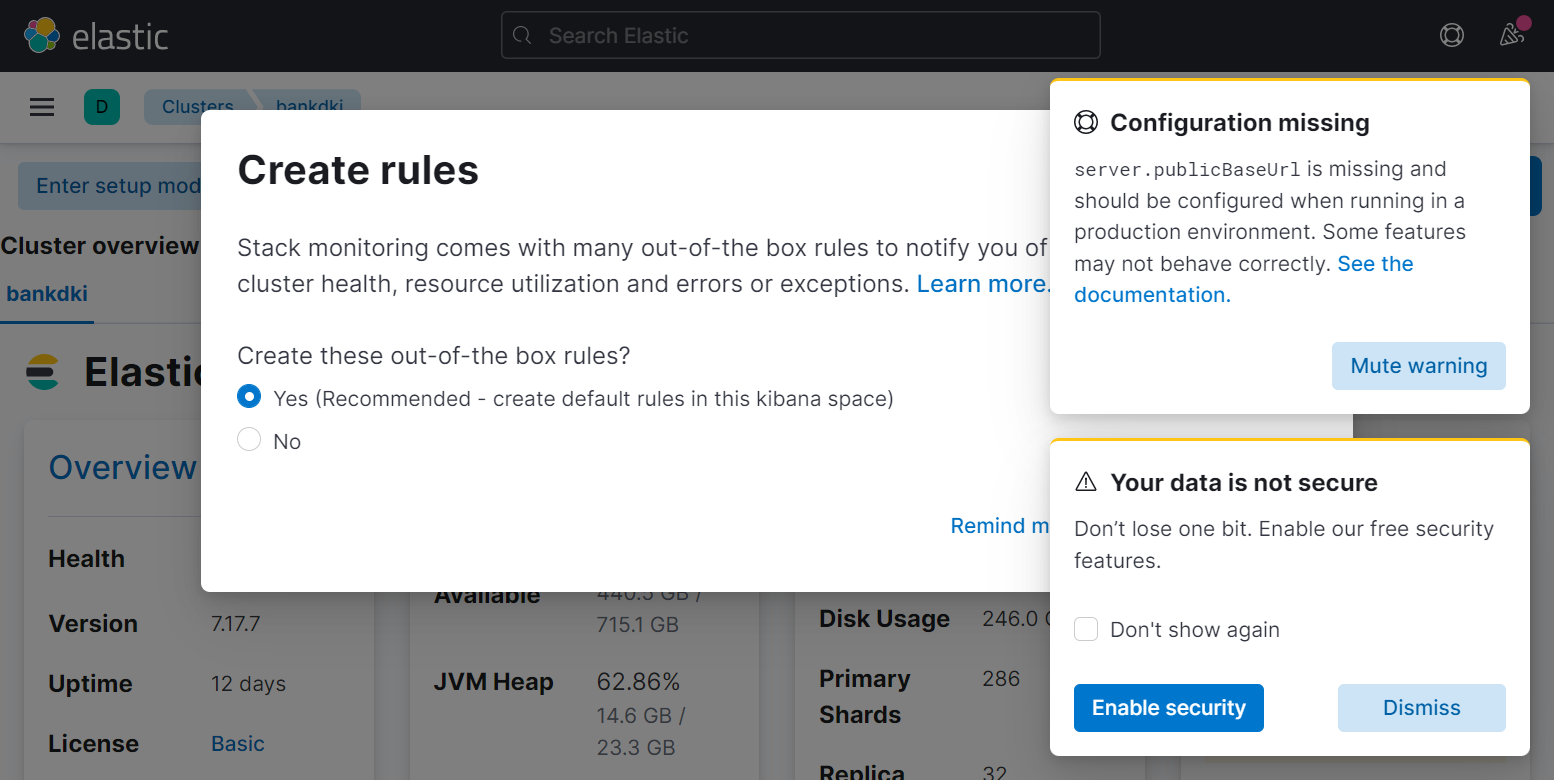 elastic
Search Elastic
D
Clusters
bankdki
Enter setup mod
Cluster overview
bankdki
Elastic
Create rules
Stack monitoring comes with many out-of-the box rules to notify you of
cluster health, resource utilization and errors or exceptions. Learn more.
Create these out-of-the box rules?
Yes (Recommended - create default rules in this kibana space)
No
Remind m
Configuration missing
server.publicBaseUrl is missing and
should be configured when running in a
production environment. Some features
may not behave correctly. See the
documentation.
Mute warning
Your data is not secure
Don’t lose one bit. Enable our free security
features.
Don't show again
Enable security
Dismiss
Overview
Health
Version 7.17.7
Uptime 12 days
License Basic
Available 440.5 GB /
715.1 GB
JVM Heap 62.86%
14.6 GB /
23.3 GB
Disk Usage 246.0
Primary 286
Shards
Replica 32